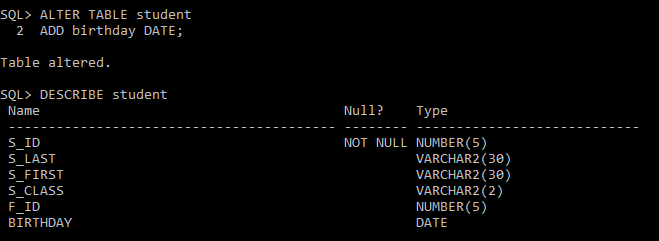 SQL> ALTER TABLE student
  2  ADD birthday DATE;
Table altered.
SQL> DESCRIBE student
 Name                                      Null?    Type
 ----------------------------------------- -------- ----------------------------
 S_ID                                      NOT NULL NUMBER(5)
 S_LAST                                             VARCHAR2(30)
 S_FIRST                                            VARCHAR2(30)
 S_CLASS                                            VARCHAR2(2)
 F_ID                                               NUMBER(5)
 BIRTHDAY                                           DATE